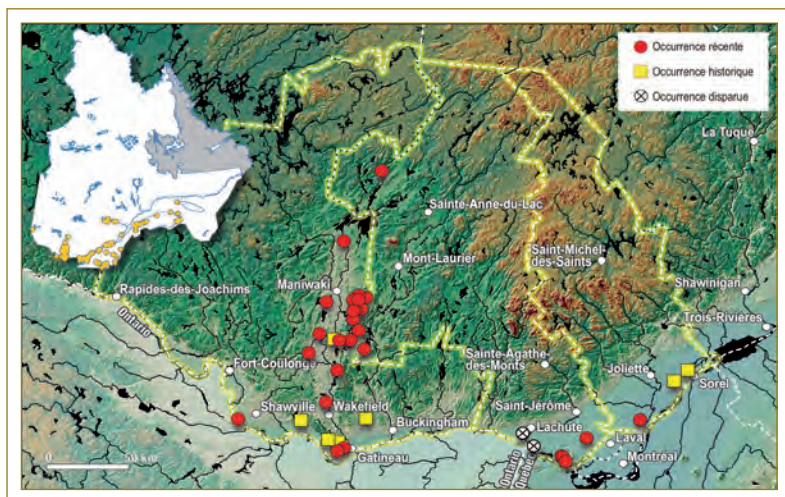 Occurrence récente
Occurrence historique
Occurrence disparue
La Tuque
Sainte-Anne-du-Lac
Saint-Michel
des-Saints
Mont-Laurier
Maniwaki
Rapides-des-Joachims
Shawinigan
Trois-Rivières
Ontario
Fort-Coulonge
Sainte-Agathe
des-Monts
Joliette
Sorel
Saint-Jérôme
Shawville
Wakefield
Buckingham
Lachute
Laval
Montréal
Gatineau
Ontario
Québec
0
50 km